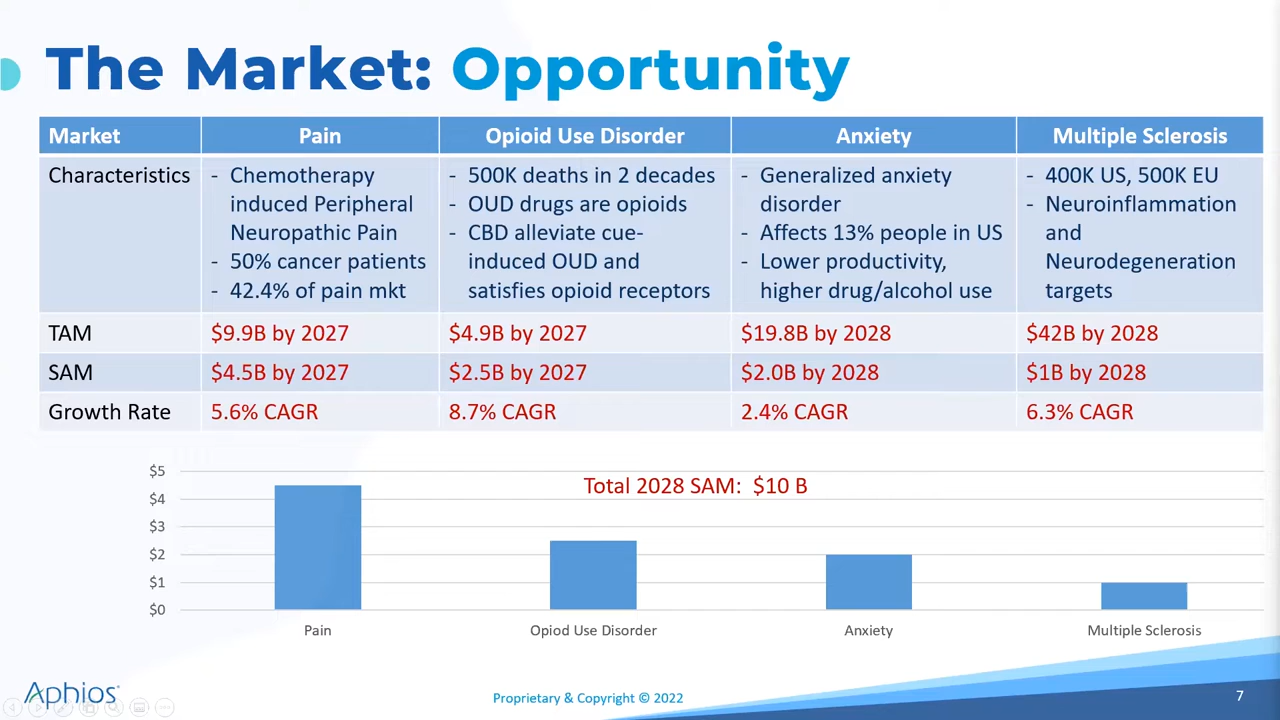 The Market: Opportunity
Market
Pain
Opioid Use Disorder
Anxiety
Multiple Sclerosis
Characteristics
- Chemotherapy
induced Peripheral
Neuropathic Pain
- 50% cancer patients
- 42.4% of pain mkt
- 500K deaths in 2 decades
- OUD drugs are opioids
- CBD alleviate cue-
induced OUD and
satisfies opioid receptors
- Generalized anxiety
disorder
- Affects 13% people in US
- Lower productivity,
higher drug/alcohol use
- 400K US, 500K EU
- Neuroinflammation
and
Neurodegeneration
targets
TAM
$9.9B by 2027
$4.9B by 2027
$19.8B by 2028
$42B by 2028
SAM
$4.5B by 2027
$2.5B by 2027
$2.0B by 2028
$1B by 2028
Growth Rate
5.6% CAGR
8.7% CAGR
2.4% CAGR
6.3% CAGR
Total 2028 SAM: $10 B
$5
$4
$3
$2
$1
$0
Pain
Opiod Use Disorder
Anxiety
Multiple Sclerosis
Aphios
Proprietary & Copyright © 2022
7